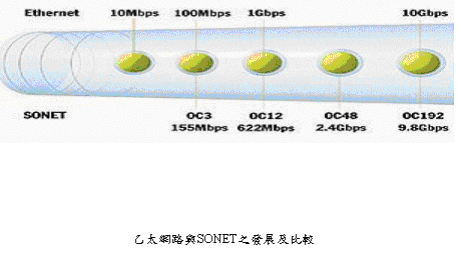 Ethernet 10Mbps 100Mbps 1Gbps 10Gbps
SONET OC3 OC12 OC48 OC192
155Mbps 622Mbps 2.4Gbps 9.8Gbps
乙太網路與SONET之發展及比較